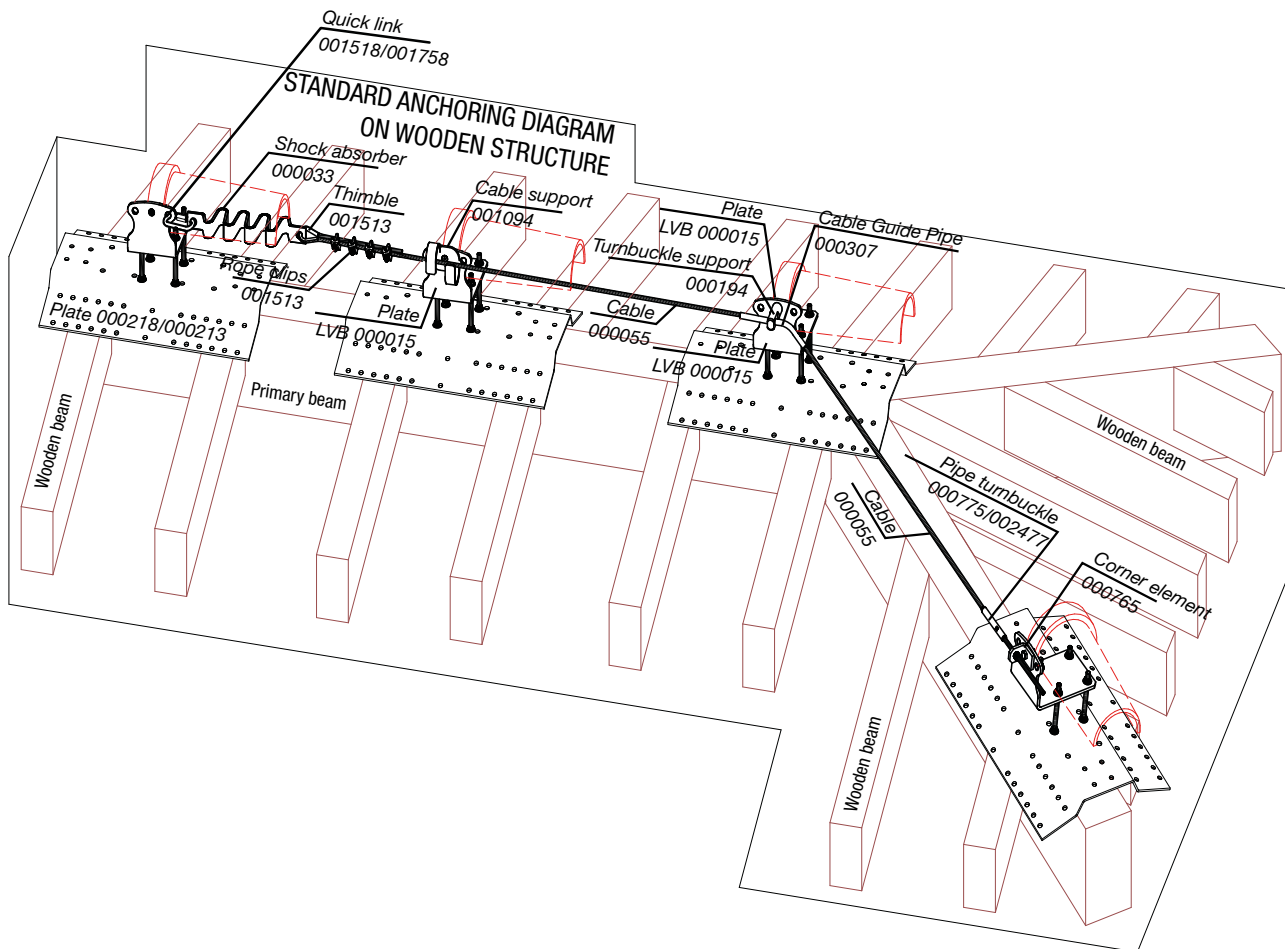 Quick link
001518/001758
STANDARD ANCHORING DIAGRAM
ON WOODEN STRUCTURE
Shock absorber
000033
Thimble
001513
Cable support
001094
Plate
LVB 000015
Cable Guide Pipe
000307
Turnbuckle support
000194
Rope clips
001513
Plate
LVB 000015
Cable
000055
Plate
LVB 000015
Plate 000218/000213
Primary beam
Wooden beam
Wooden beam
Pipe turnbuckle
000775/002477
Cable
000055
Corner element
000765
Wooden beam